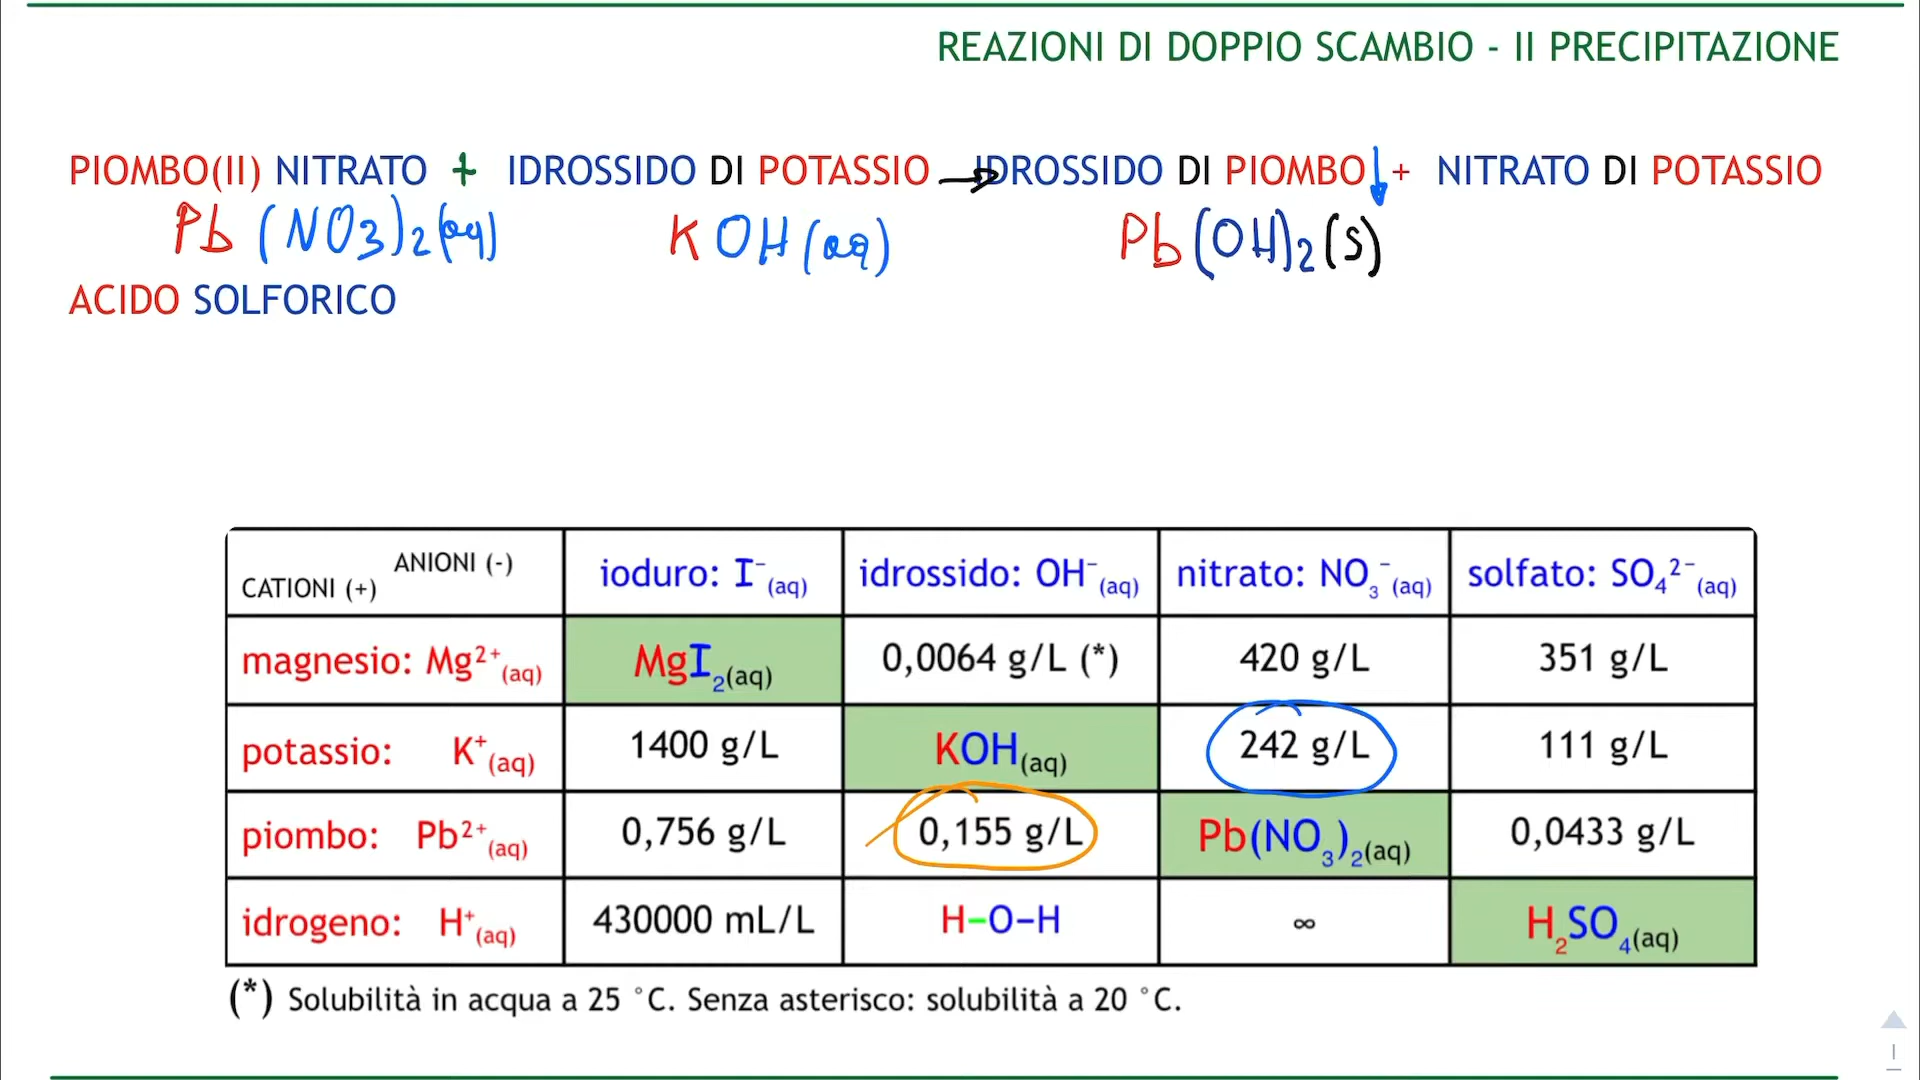 REAZIONI DI DOPPIO SCAMBIO - II PRECIPITAZIONE
PIOMBO(II) NITRATO + IDROSSIDO DI POTASSIO → IDROSSIDO DI PIOMBO↓ + NITRATO DI POTASSIO
Pb (NO3)2(aq) KOH(aq) Pb(OH)2(s)
ACIDO SOLFORICO
ANIONI (-) CATIONI (+) ioduro: I⁻(aq) idrossido: OH⁻(aq) nitrato: NO₃⁻(aq) solfato: SO₄²⁻(aq)
magnesio: Mg²⁺(aq) MgI₂(aq) 0,0064 g/L (*) 420 g/L 351 g/L
potassio: K⁺(aq) 1400 g/L KOH(aq) 242 g/L 111 g/L
piombo: Pb²⁺(aq) 0,756 g/L 0,155 g/L Pb(NO₃)₂(aq) 0,0433 g/L
idrogeno: H⁺(aq) 430000 mL/L H-O-H ∞ H₂SO₄(aq)
(*) Solubilità in acqua a 25 °C. Senza asterisco: solubilità a 20 °C.